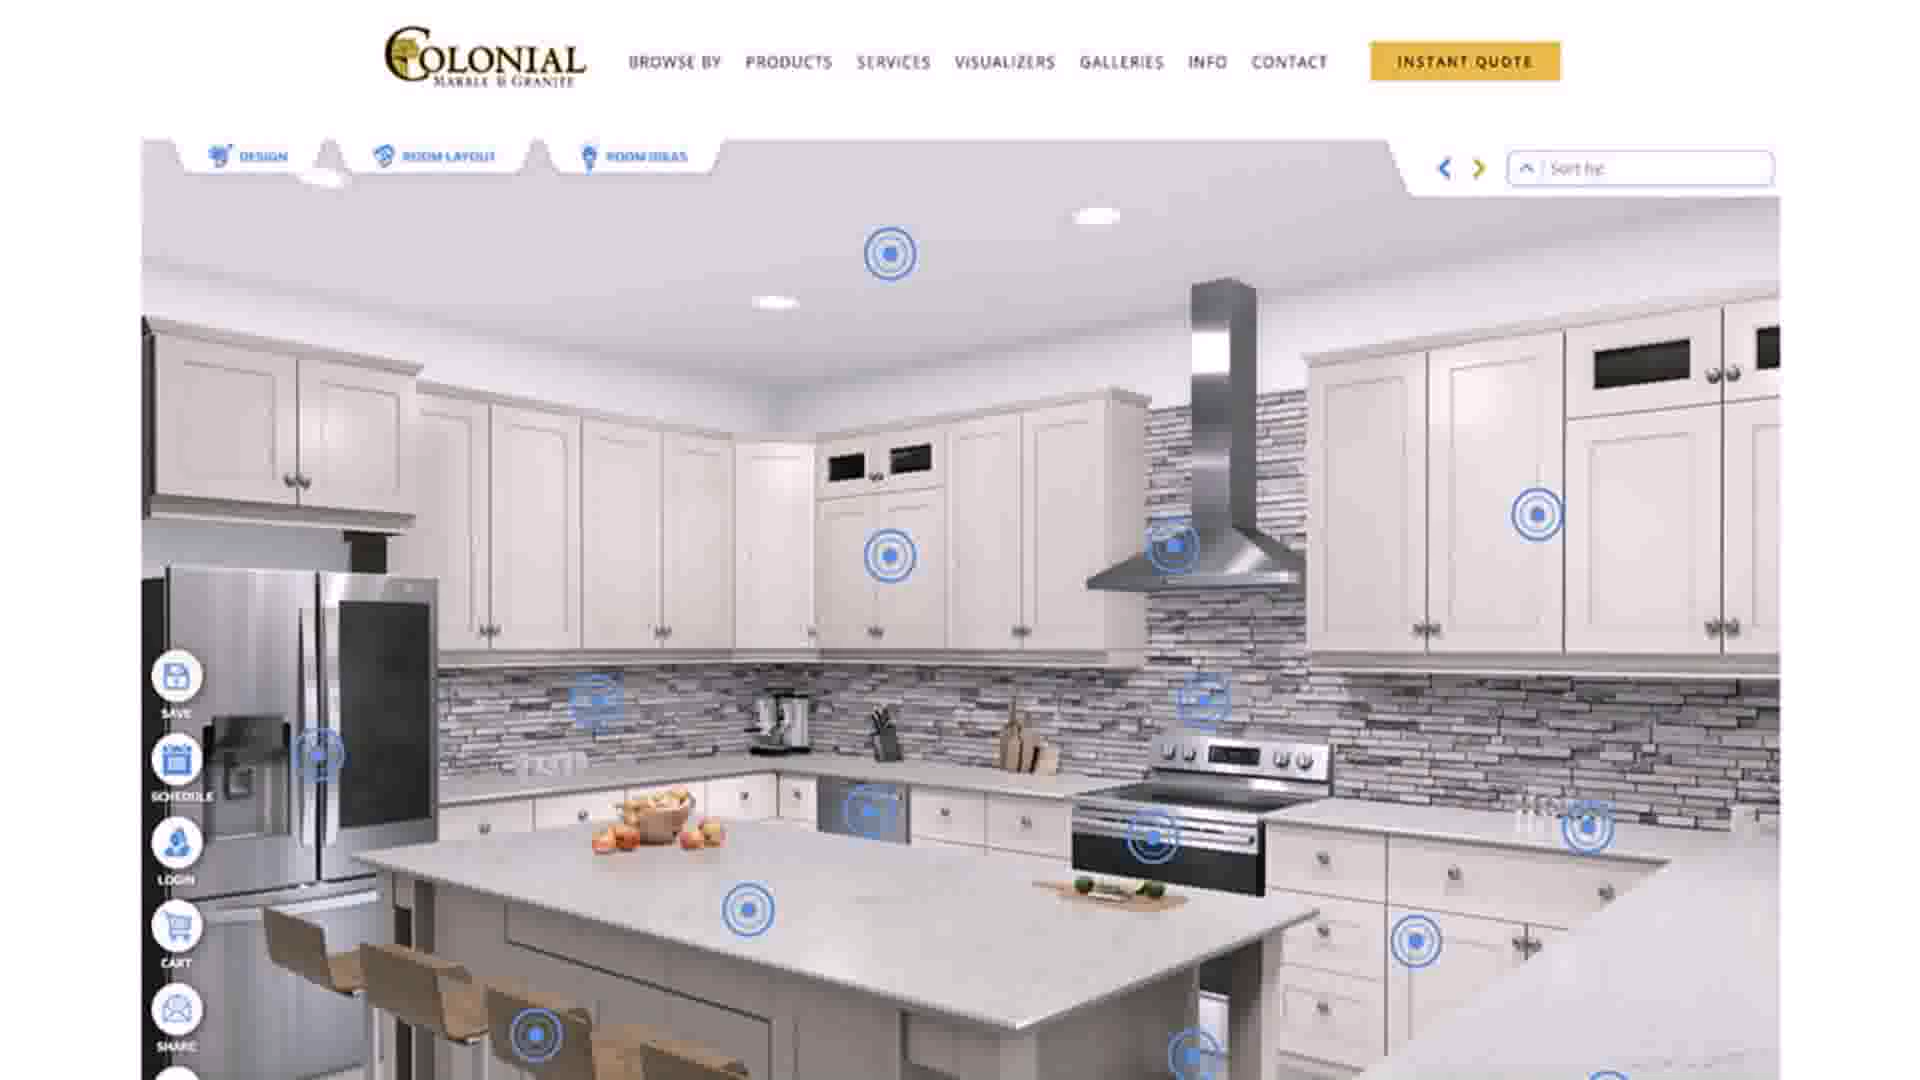 COLONIAL
MARBLE & GRANITE
BROWSE BY PRODUCTS SERVICES VISUALIZERS GALLERIES INFO CONTACT INSTANT QUOTE
DESIGN ROOM LAYOUT ROOM IDEAS
Sort by:
SAVE
SCHEDULE
LOGIN
CART
SHARE